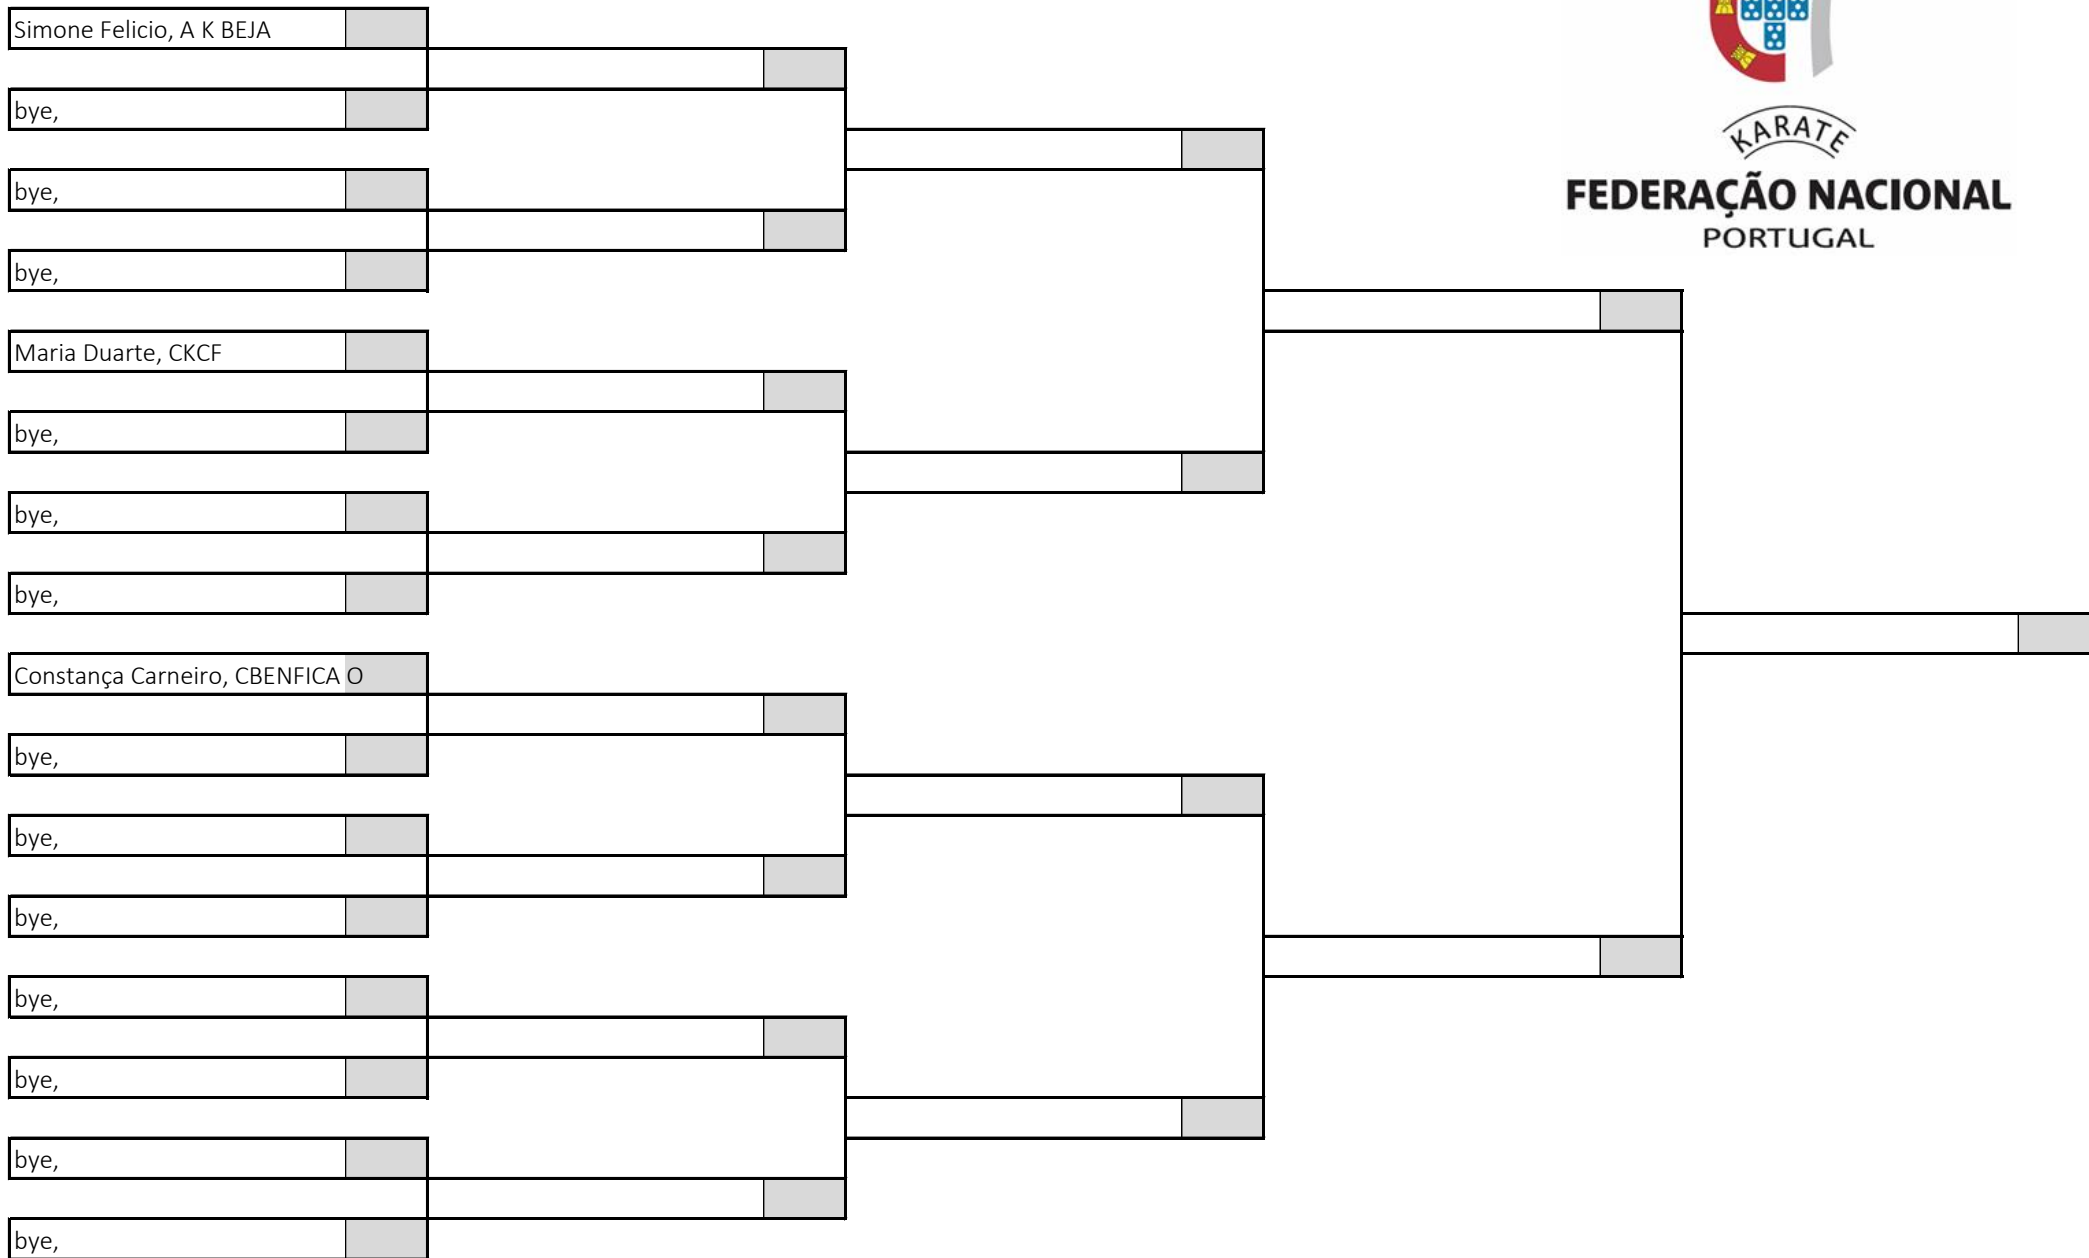 Simone Felicio, A K BEJA
bye,
KARATE
bye,
FEDERAÇÃO NACIONAL
PORTUGAL
bye,
Maria Duarte, CKCF
bye,
bye,
bye,
Constança Carneiro, CBENFICA O
bye,
bye,
bye,
bye,
bye,
bye,
bye,